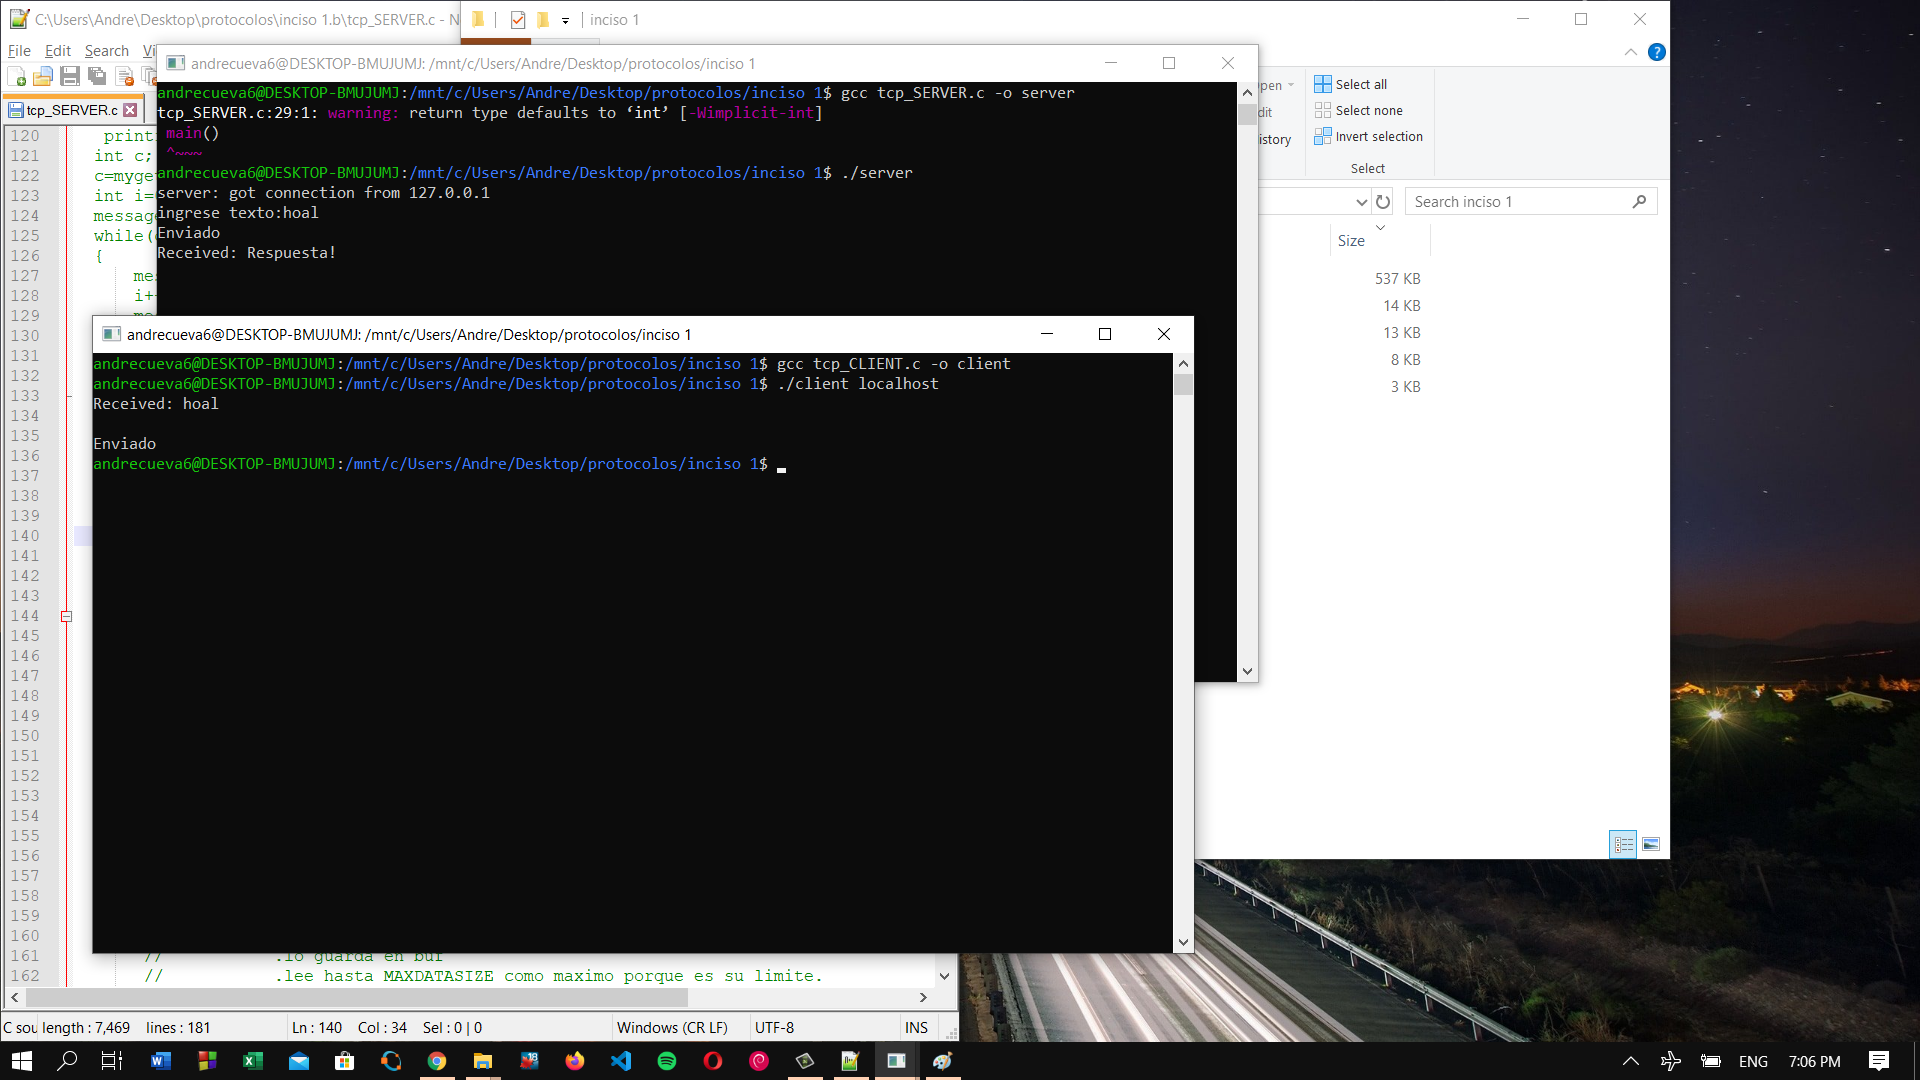 C:\Users\Andre\Desktop\protocolos\inciso 1.b\tcp_SERVER.c - N
inciso 1
File Edit Search Vi
tcp_SERVER.c
andrecueva6@DESKTOP-BMUJUMJ: /mnt/c/Users/Andre/Desktop/protocolos/inciso 1
andrecueva6@DESKTOP-BMUJUMJ:/mnt/c/Users/Andre/Desktop/protocolos/inciso 1$ gcc tcp_SERVER.c -o server
tcp_SERVER.c:29:1: warning: return type defaults to ‘int’ [-Wimplicit-int]
main()
^~~~
andrecueva6@DESKTOP-BMUJUMJ:/mnt/c/Users/Andre/Desktop/protocolos/inciso 1$ ./server
server: got connection from 127.0.0.1
ingrese texto:hoal
Enviado
Received: Respuesta!
andrecueva6@DESKTOP-BMUJUMJ: /mnt/c/Users/Andre/Desktop/protocolos/inciso 1
andrecueva6@DESKTOP-BMUJUMJ:/mnt/c/Users/Andre/Desktop/protocolos/inciso 1$ gcc tcp_CLIENT.c -o client
andrecueva6@DESKTOP-BMUJUMJ:/mnt/c/Users/Andre/Desktop/protocolos/inciso 1$ ./client localhost
Received: hoal
Enviado
andrecueva6@DESKTOP-BMUJUMJ:/mnt/c/Users/Andre/Desktop/protocolos/inciso 1$
pen
dit
istory
Select all
Select none
Invert selection
Select
Search inciso 1
Size
537 KB
14 KB
13 KB
8 KB
3 KB
120 print
121 int c;
122 c=myge
123 int i=
124 message
125 while(
126 {
127 me
128 i+
129
130
131
132
133
134
135
136
137
138
139
140
141
142
143
144
145
146
147
148
149
150
151
152
153
154
155
156
157
158
159
160
161 // .lo guarda en buf
162 // .lee hasta MAXDATASIZE como maximo porque es su limite.
C sou length : 7,469 lines : 181 Ln : 140 Col : 34 Sel : 0 | 0 Windows (CR LF) UTF-8 INS
ENG 7:06 PM